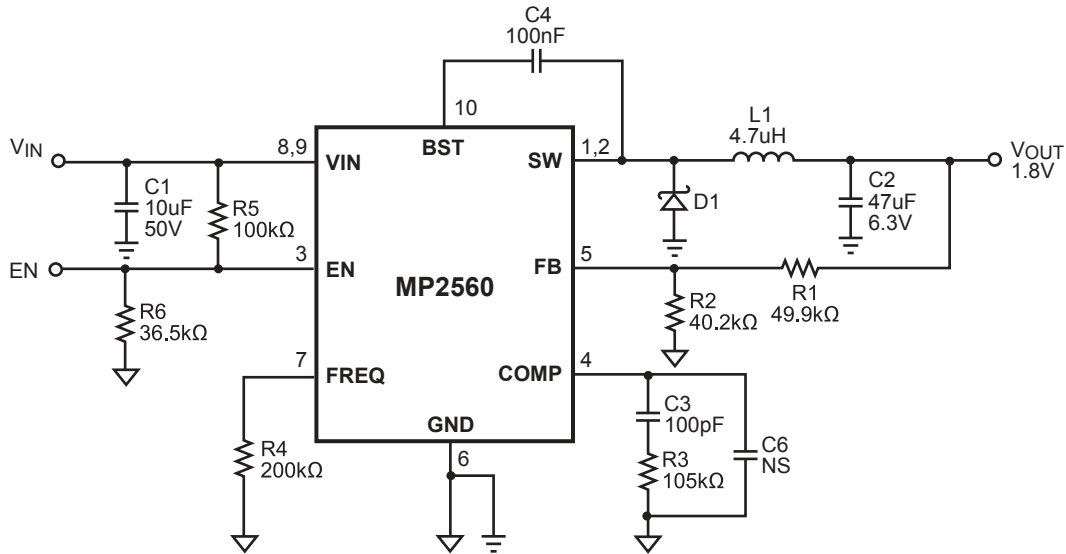 C4
100nF
10
L1
4.7uH
VIN
8,9
VIN
BST
SW
1,2
VOUT
1.8V
C1
10uF
50V
R5
100kΩ
D1
C2
47uF
6.3V
EN
3
EN
MP2560
FB
5
R6
36.5kΩ
R2
40.2kΩ
R1
49.9kΩ
7
FREQ
COMP
4
GND
6
R4
200kΩ
C3
100pF
R3
105kΩ
C6
NS